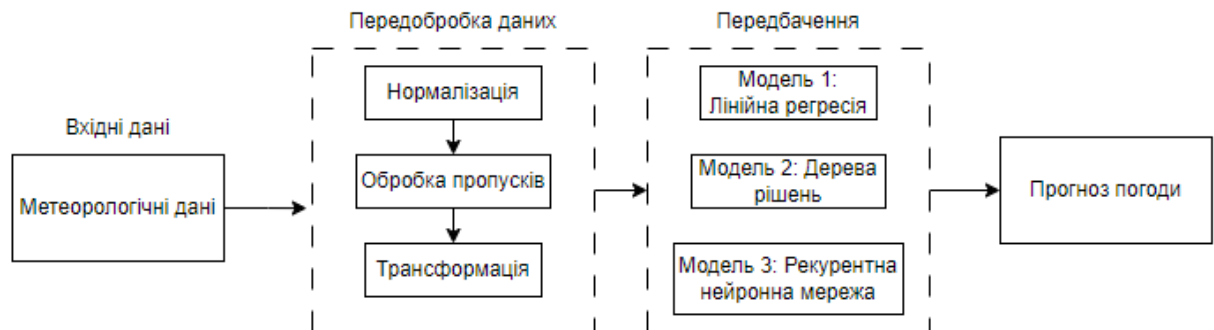 Передобробка даних
Передбачення
Вхідні дані
Метеорологічні дані
Нормалізація
Обробка пропусків
Трансформація
Модель 1:
Лінійна регресія
Модель 2: Дерева
рішень
Модель 3: Рекурентна
нейронна мережа
Прогноз погоди